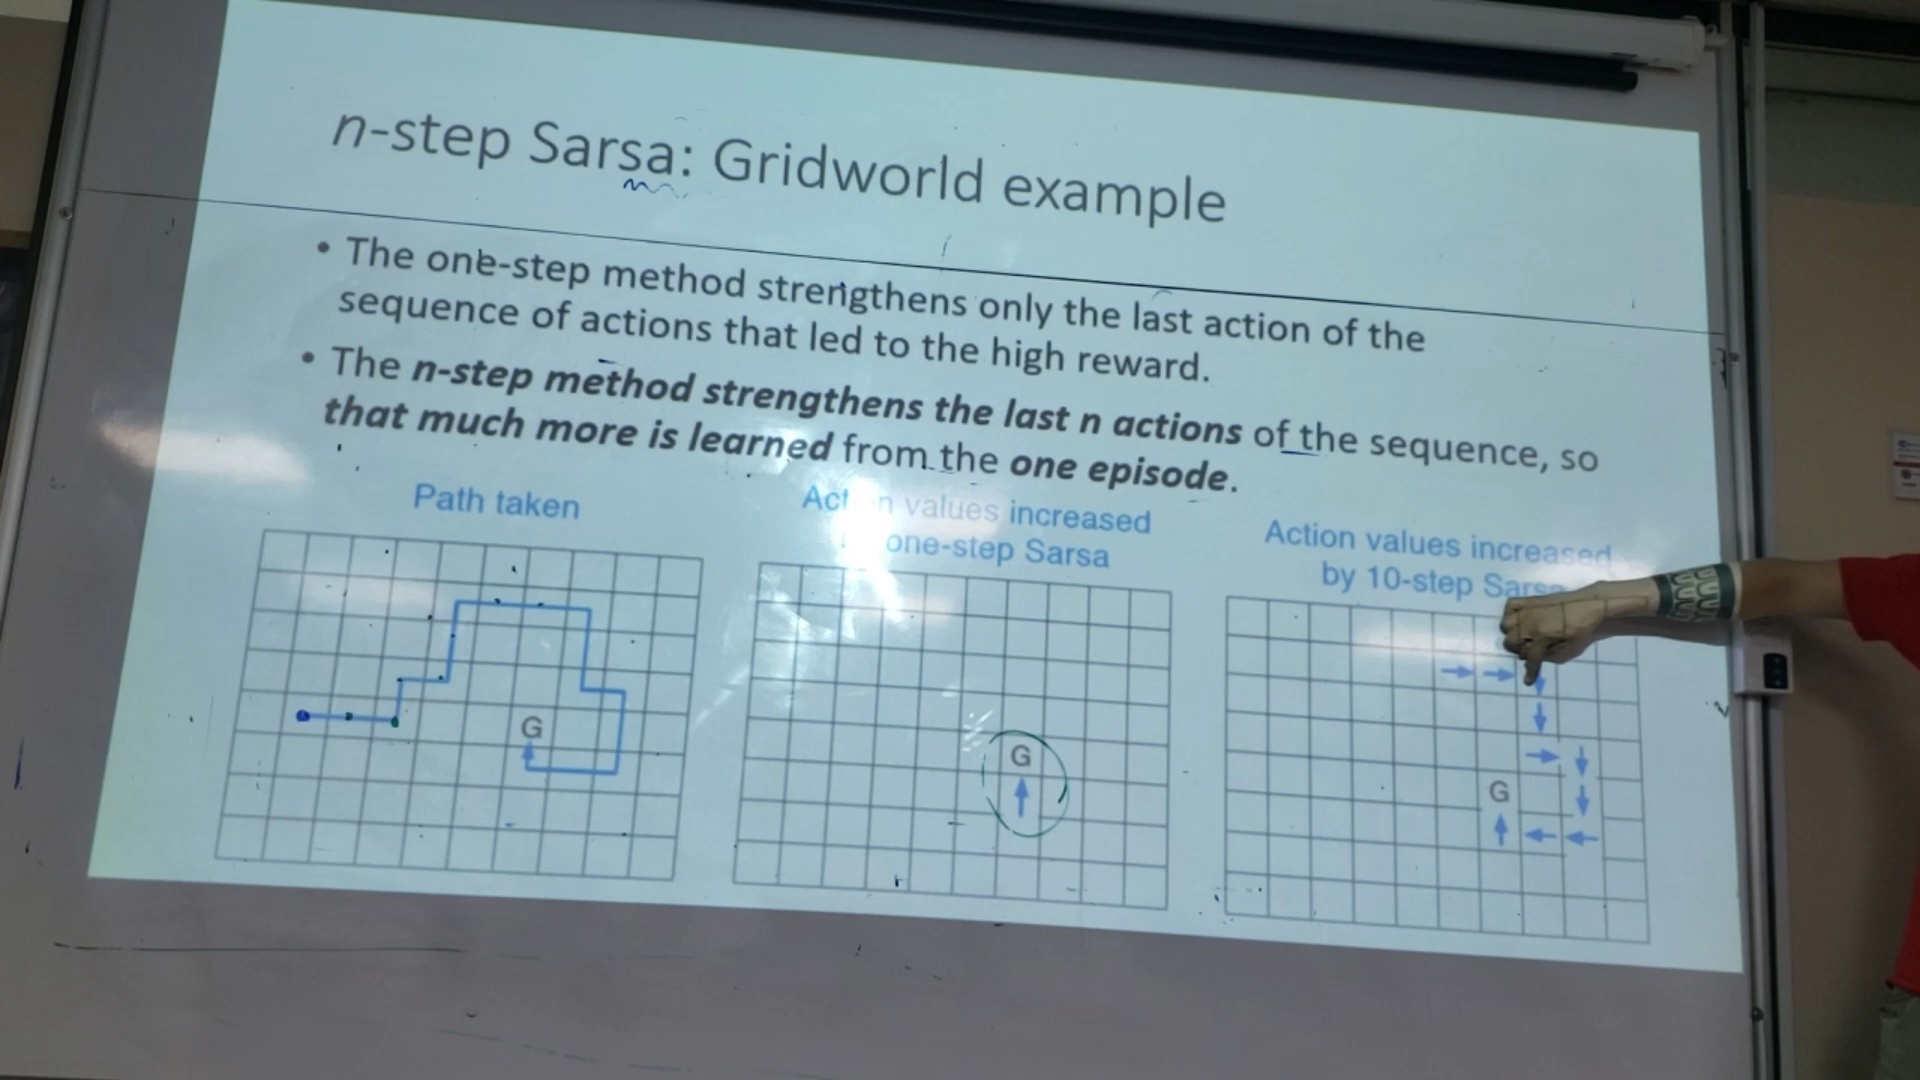 n-step Sarsa: Gridworld example
• The one-step method strengthens only the last action of the
sequence of actions that led to the high reward.
• The n-step method strengthens the last n actions of the sequence, so
that much more is learned from the one episode.
Path taken
values increased
one-step Sarsa
Action values increased
by 10-step Sarsa
G
G
G